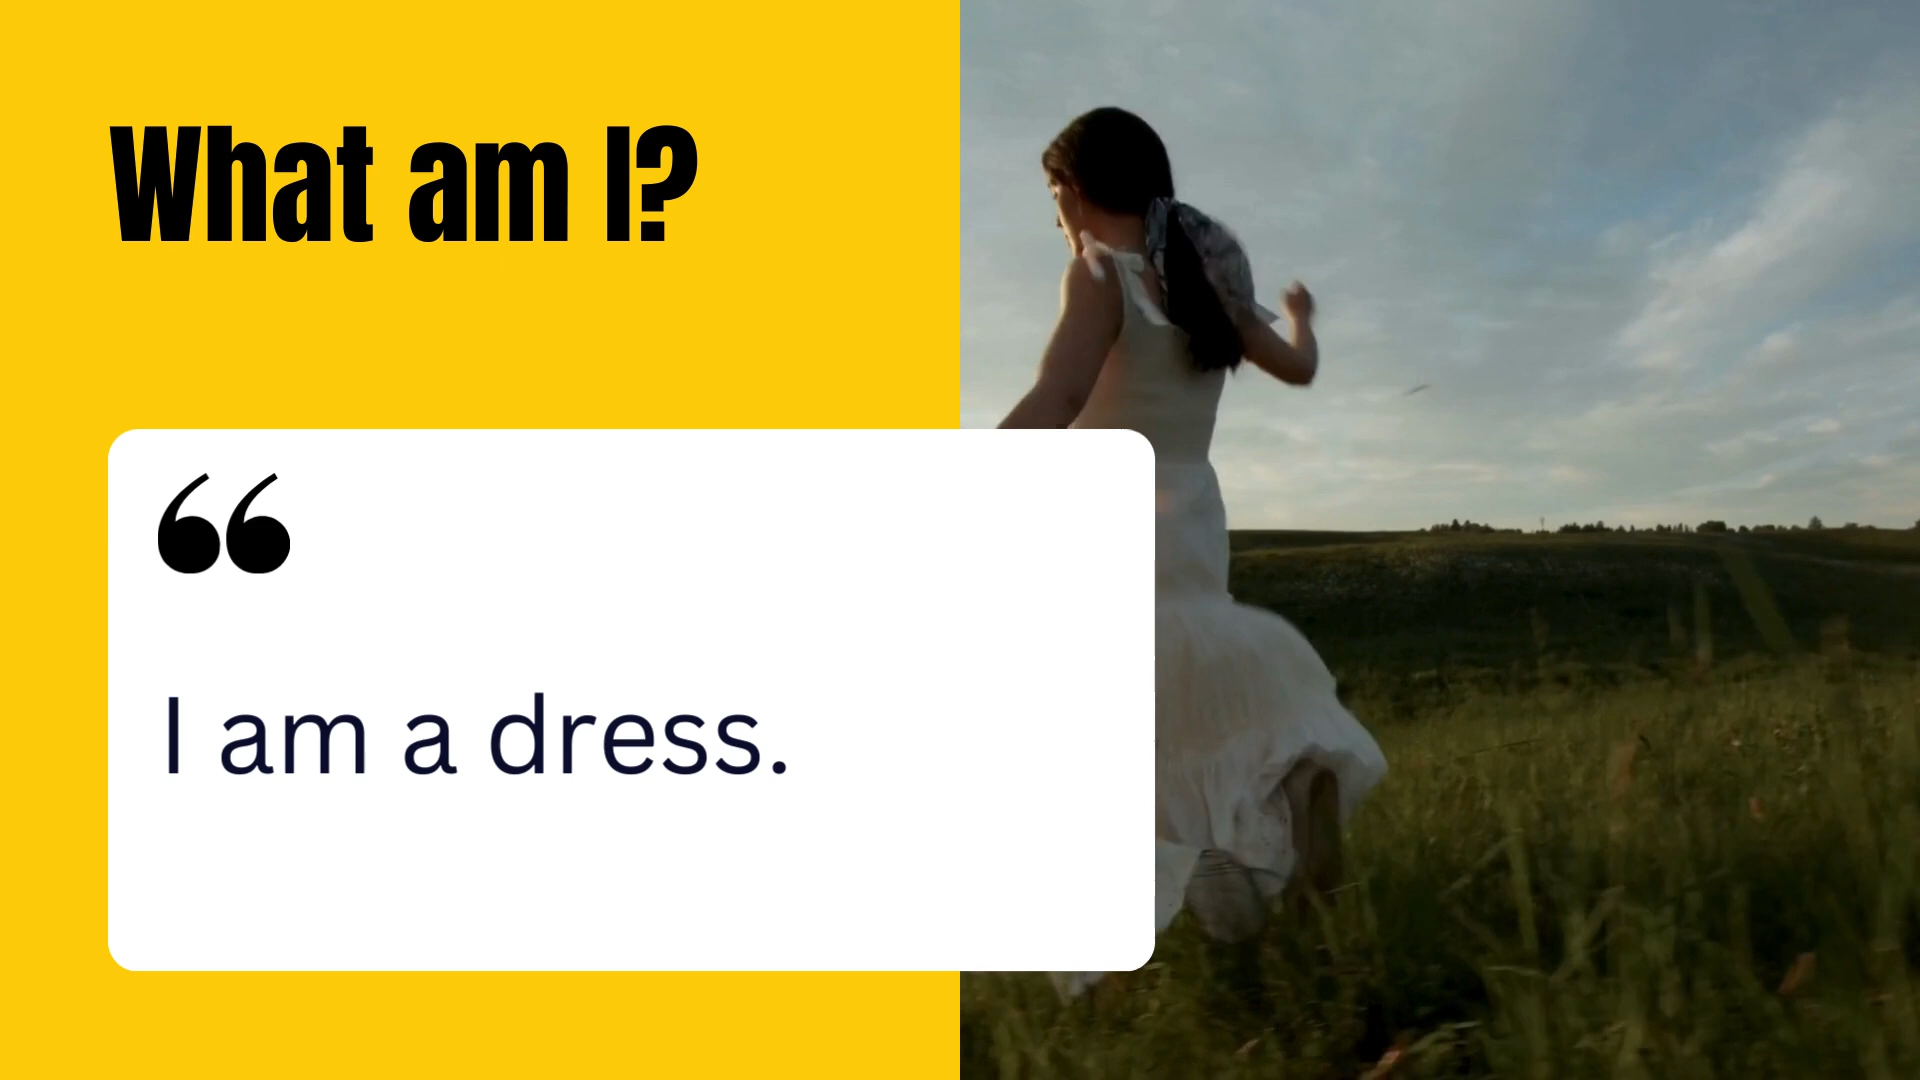 What am I?
“
I am a dress.